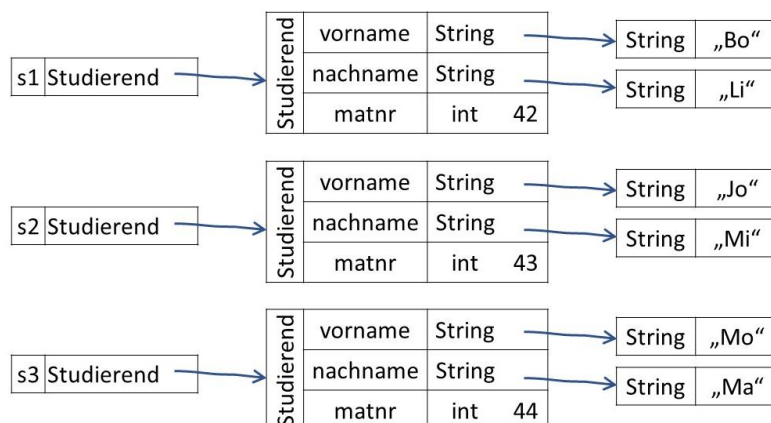 vorname String String „Bo“
s1 Studierend Studierend nachname String String „Li“
matnr int 42
vorname String String „Jo“
s2 Studierend Studierend nachname String String „Mi“
matnr int 43
vorname String String „Mo“
s3 Studierend Studierend nachname String String „Ma“
matnr int 44